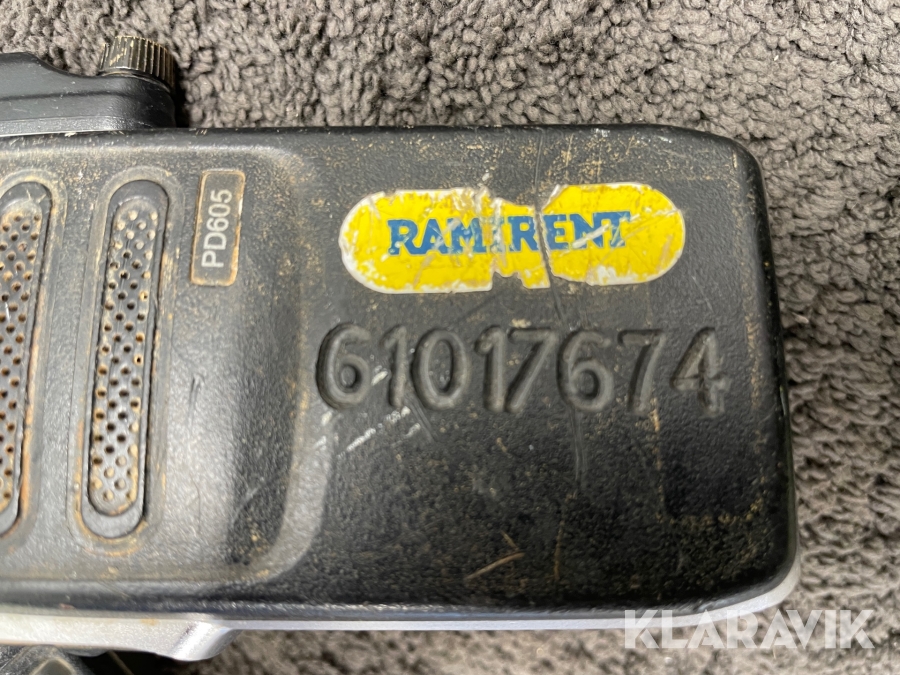 PD605
RAMIRENT
61017674
KLARAVIK